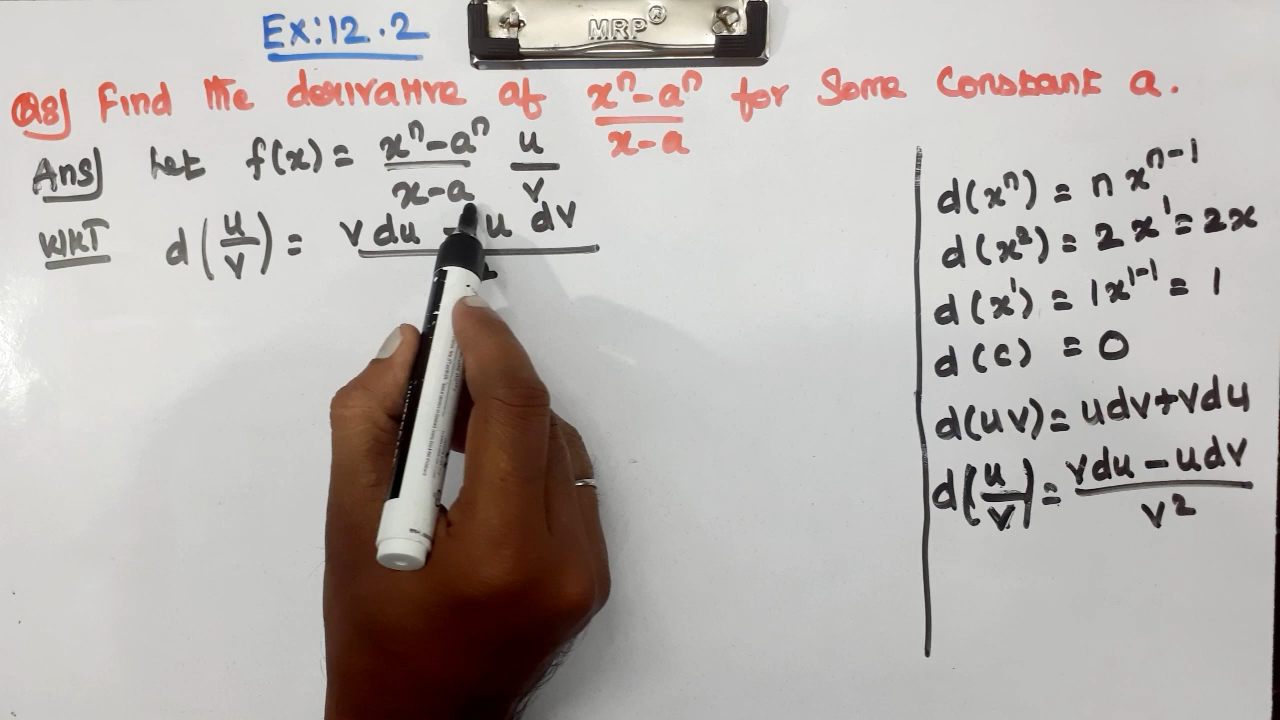 MRP®
Ex: 12.2
Q8) Find the derivative of xⁿ-aⁿ/x-a for some constant a.
Ans) Let f(x) = xⁿ-aⁿ/x-a u/v
WKT d(u/v) = vdu - u dv
d(xⁿ) = n xⁿ⁻¹
d(x²) = 2x¹ = 2x
d(x¹) = 1x¹⁻¹ = 1
d(c) = 0
d(uv) = udv+vdu
d(u/v) = vdu-udv/v²